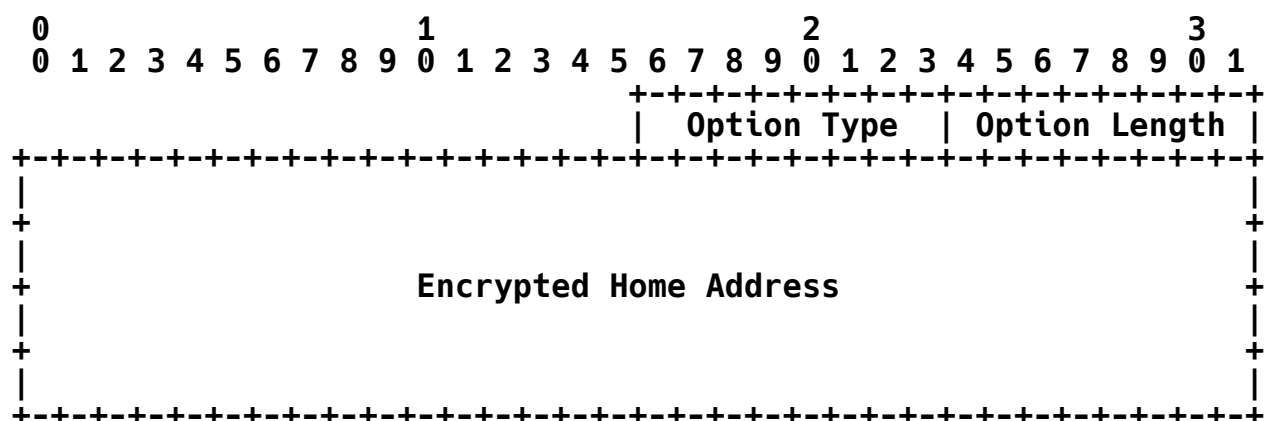 0                   1                   2                   3
 0 1 2 3 4 5 6 7 8 9 0 1 2 3 4 5 6 7 8 9 0 1 2 3 4 5 6 7 8 9 0 1
                                +-+-+-+-+-+-+-+-+-+-+-+-+-+-+-+-+
                                |  Option Type  | Option Length |
+-+-+-+-+-+-+-+-+-+-+-+-+-+-+-+-+-+-+-+-+-+-+-+-+-+-+-+-+-+-+-+-+
|                                                               |
+                                                               +
|                                                               |
+                    Encrypted Home Address                     +
|                                                               |
+                                                               +
|                                                               |
+-+-+-+-+-+-+-+-+-+-+-+-+-+-+-+-+-+-+-+-+-+-+-+-+-+-+-+-+-+-+-+-+